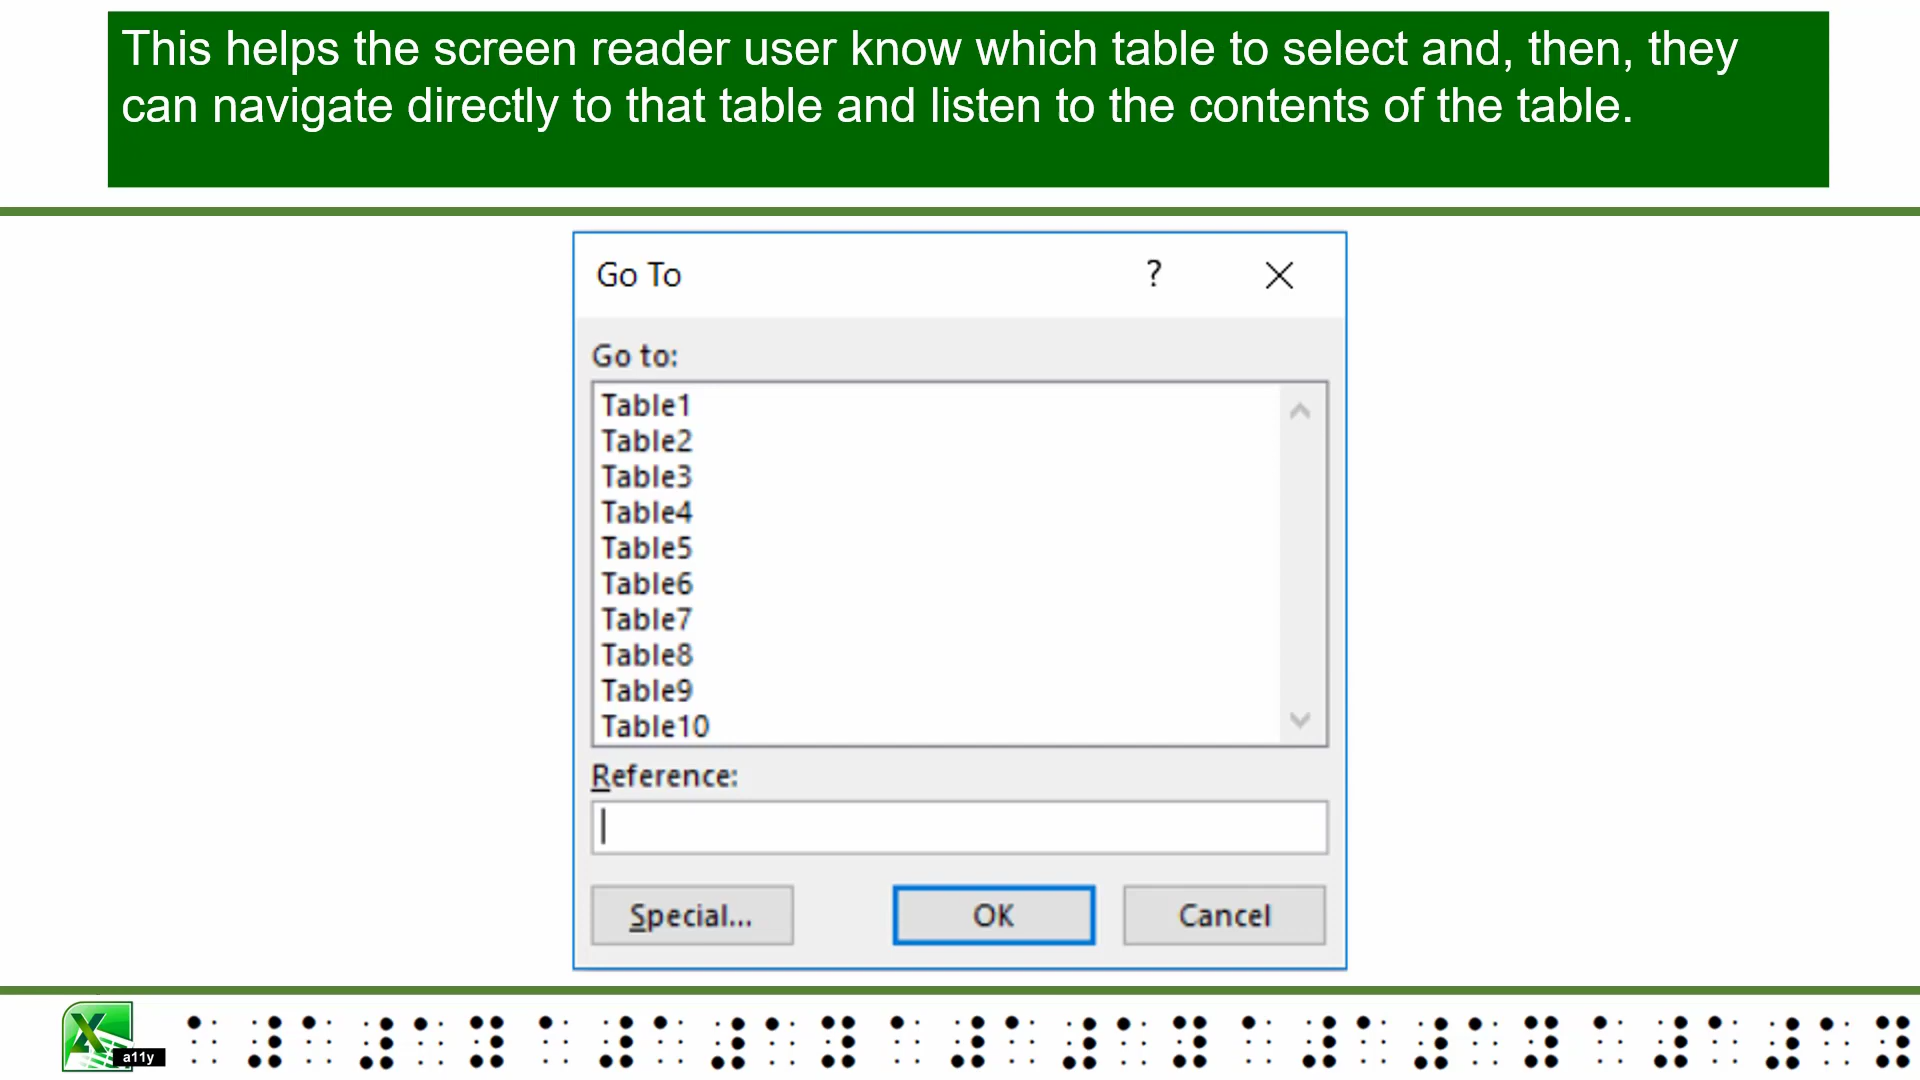 This helps the screen reader user know which table to select and, then, they
can navigate directly to that table and listen to the contents of the table.
Go To
?
Go to:
Table1
Table2
Table3
Table4
Table5
Table6
Table7
Table8
Table9
Table10
Reference:
Special...
OK
Cancel
X
a11y